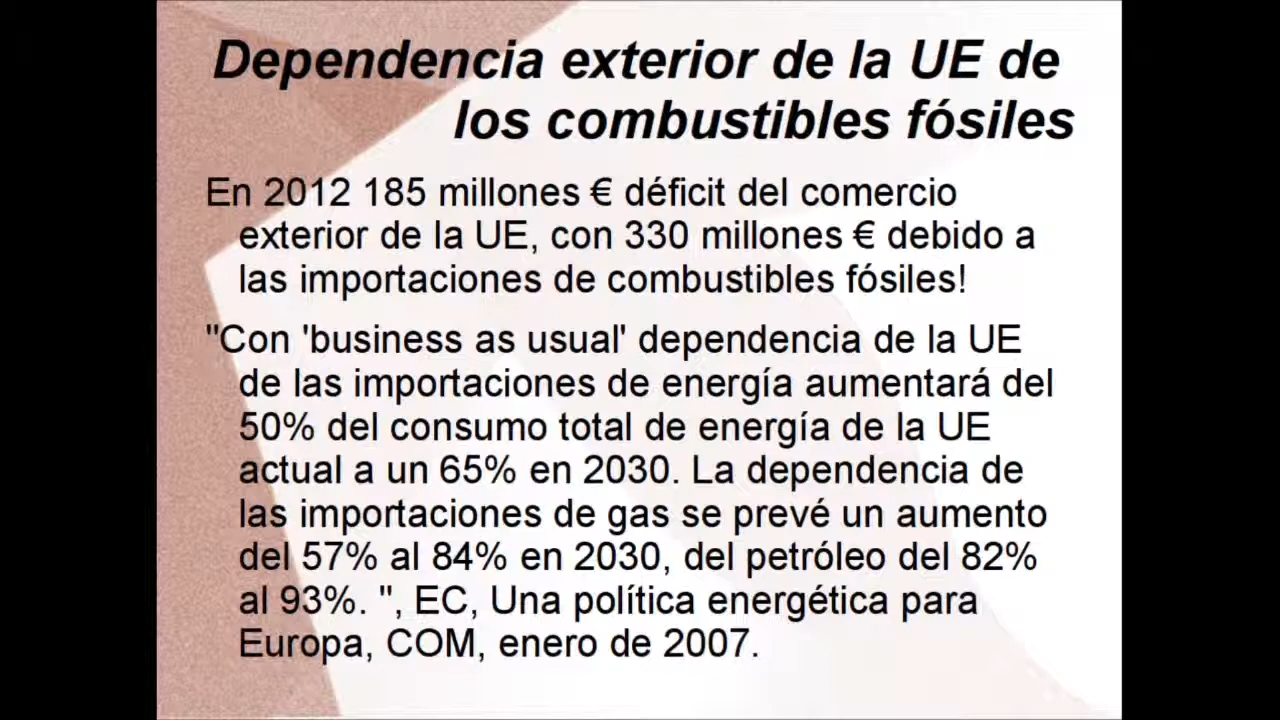 Dependencia exterior de la UE de
los combustibles fósiles
En 2012 185 millones € déficit del comercio
exterior de la UE, con 330 millones € debido a
las importaciones de combustibles fósiles!
"Con 'business as usual' dependencia de la UE
de las importaciones de energía aumentará del
50% del consumo total de energía de la UE
actual a un 65% en 2030. La dependencia de
las importaciones de gas se prevé un aumento
del 57% al 84% en 2030, del petróleo del 82%
al 93%. ", EC, Una política energética para
Europa, COM, enero de 2007.